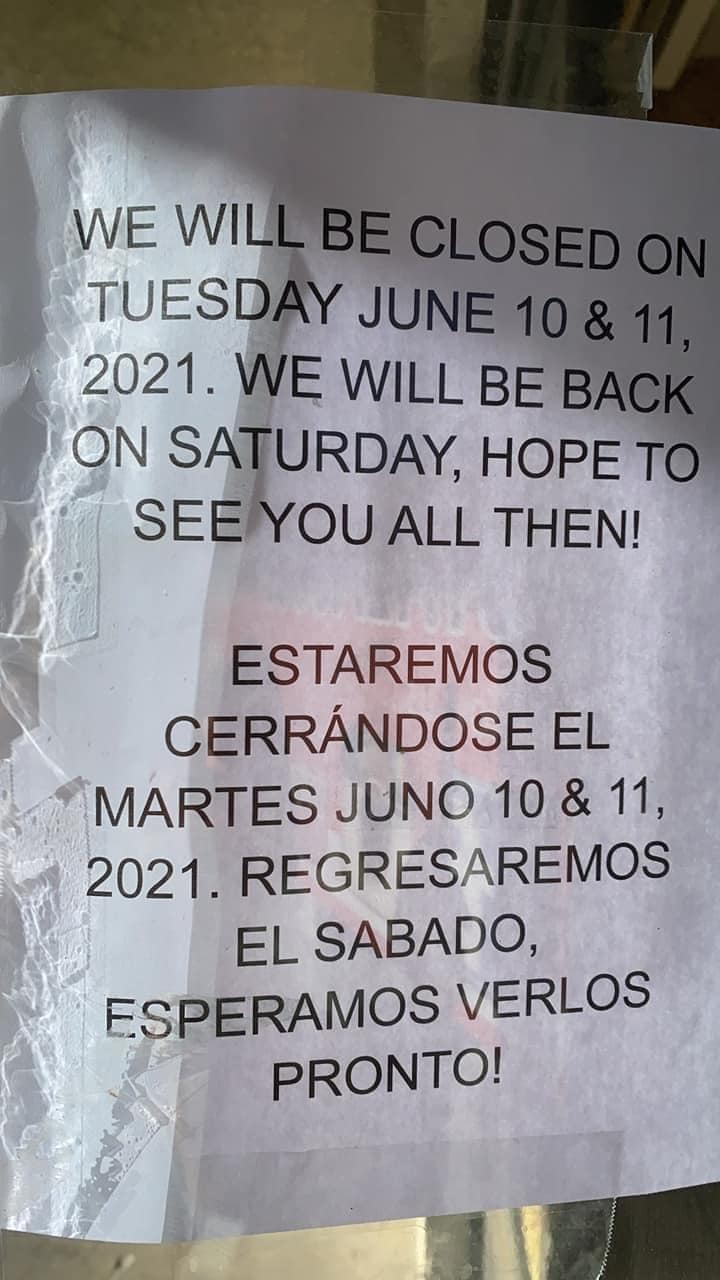 WE WILL BE CLOSED ON
TUESDAY JUNE 10 & 11,
2021. WE WILL BE BACK
ON SATURDAY, HOPE TO
SEE YOU ALL THEN!
ESTAREMOS
CERRÁNDOSE EL
MARTES JUNO 10 & 11,
2021. REGRESAREMOS
EL SABADO,
ESPERAMOS VERLOS
PRONTO!